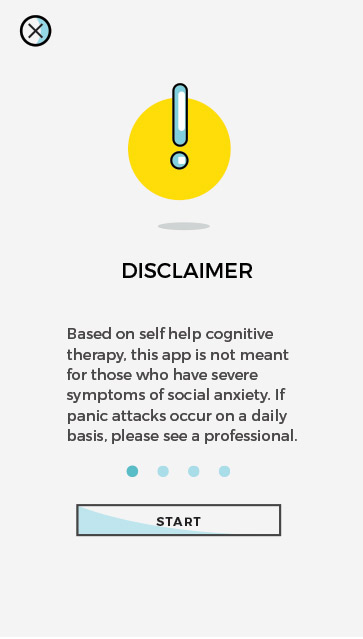 DISCLAIMER
Based on self help cognitive
therapy, this app is not meant
for those who have severe
symptoms of social anxiety. If
panic attacks occur on a daily
basis, please see a professional.
START